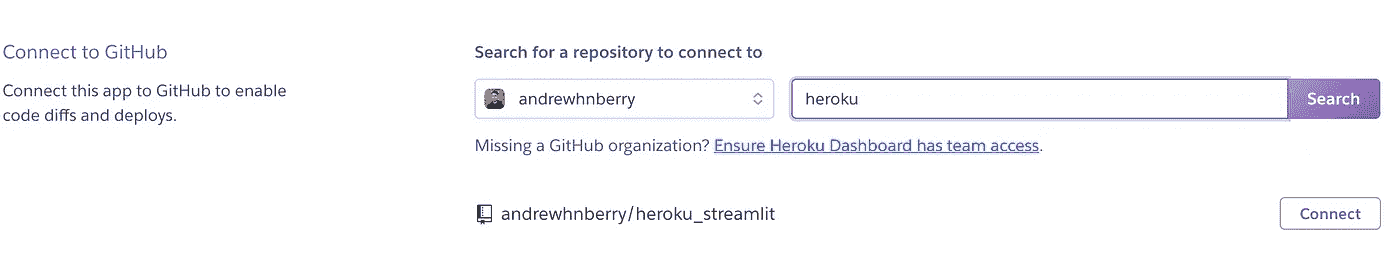 Connect to GitHub
Connect this app to GitHub to enable
code diffs and deploys.
Search for a repository to connect to
andrewhnberry
heroku
Search
Missing a GitHub organization? Ensure Heroku Dashboard has team access.
andrewhnberry/heroku_streamlit
Connect